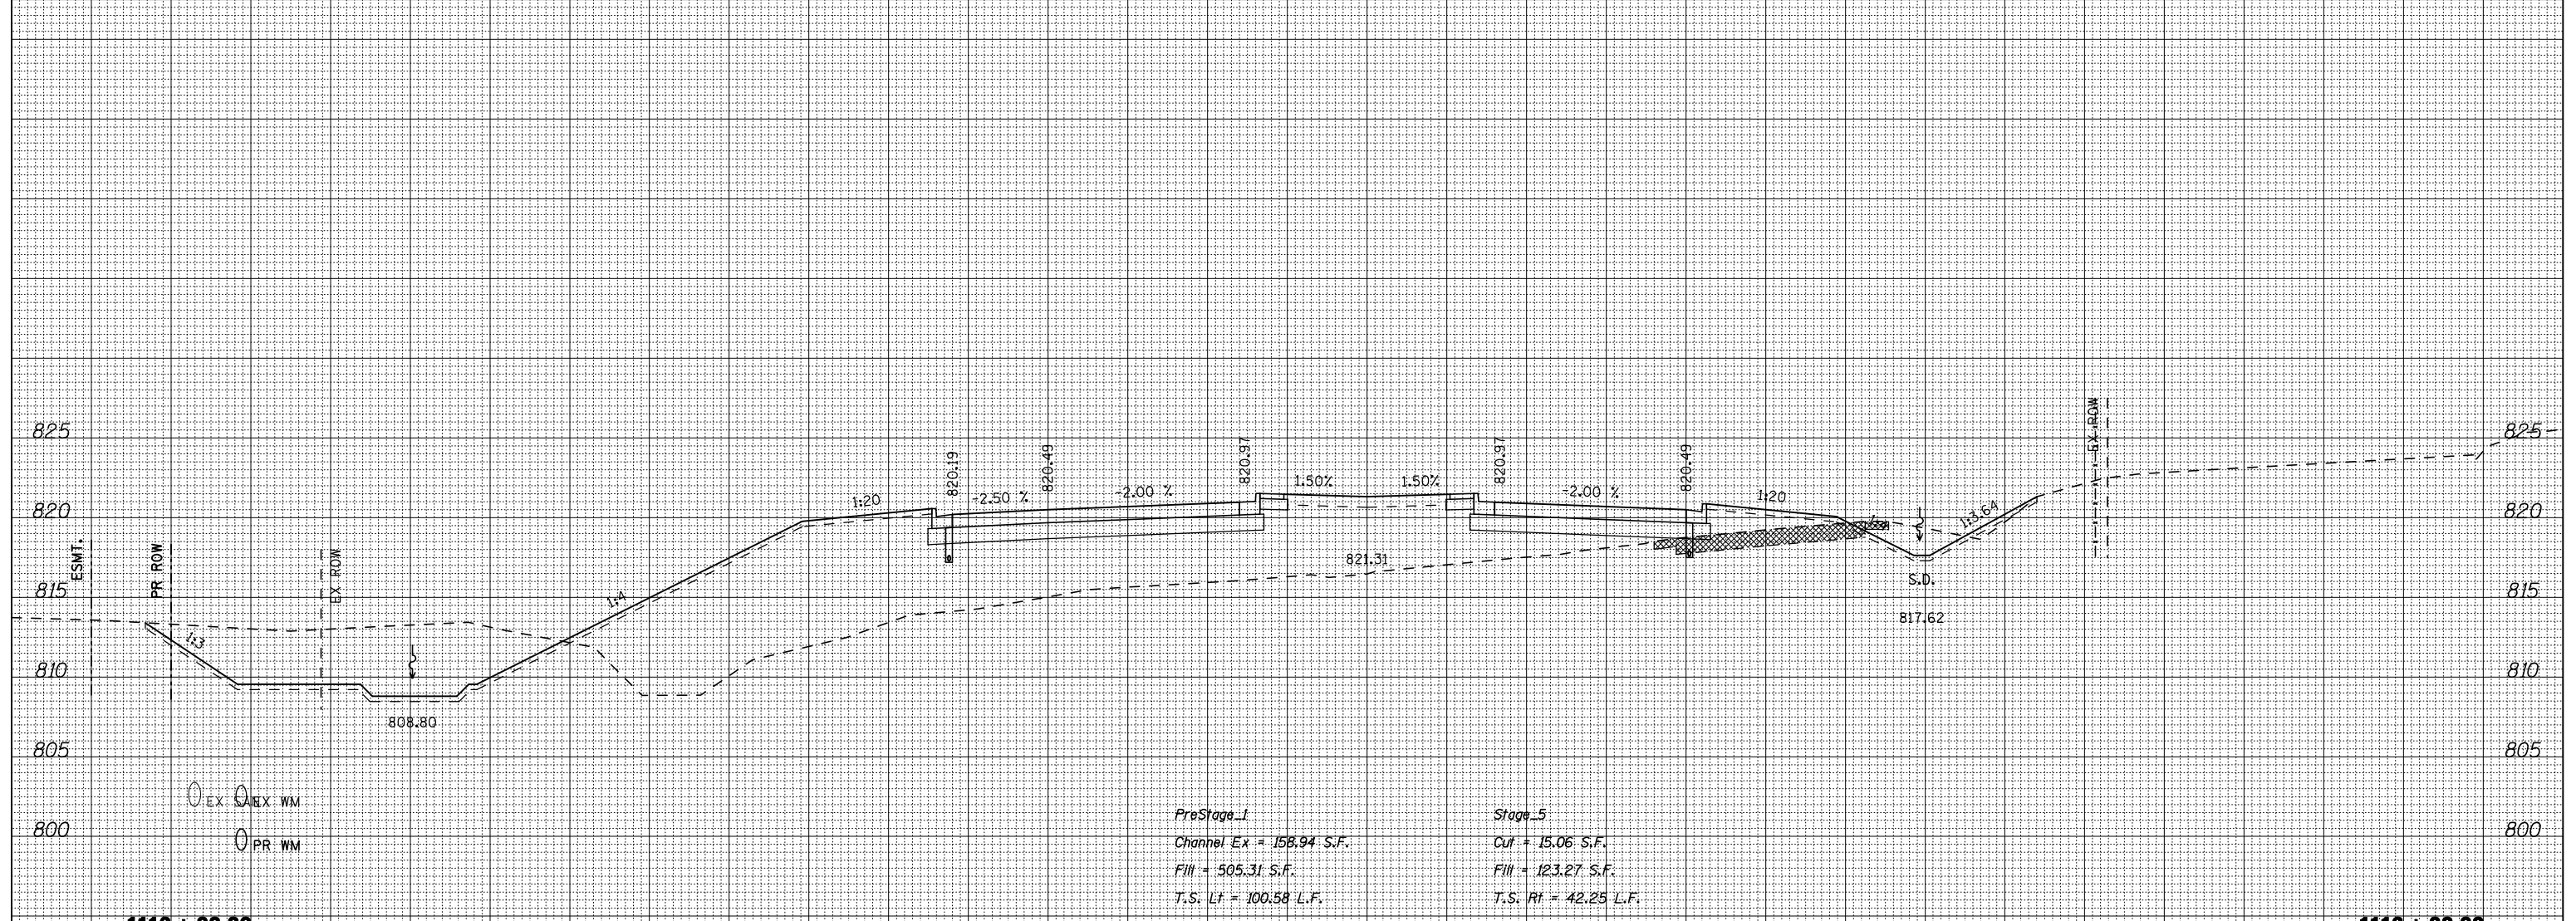 825
825
820.19
820.49
820.97
820.97
820.49
EX ROW
1:20
-2.50 %
-2.00 %
1.50%
1.50%
-2.00 %
1:20
1:3.64
820
820
ESMT.
PR ROW
EX ROW
821.31
S.D.
815
815
1:4
817.62
1:3
810
810
808.80
805
805
EX SAN
EX WM
PR WM
800
800
PreStage_1
Channel Ex = 158.94 S.F.
Fill = 505.31 S.F.
T.S. Lt = 100.58 L.F.
Stage_5
Cut = 15.06 S.F.
Fill = 123.27 S.F.
T.S. Rt = 42.25 L.F.